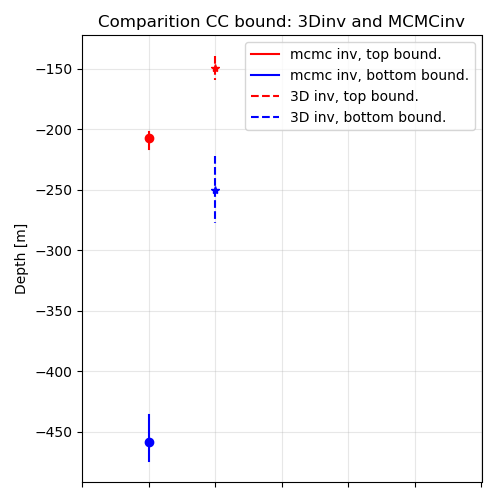 Comparition CC bound: 3Dinv and MCMCinv
mcmc inv, top bound.
mcmc inv, bottom bound.
3D inv, top bound.
3D inv, bottom bound.
Depth [m]
−150
−200
−250
−300
−350
−400
−450